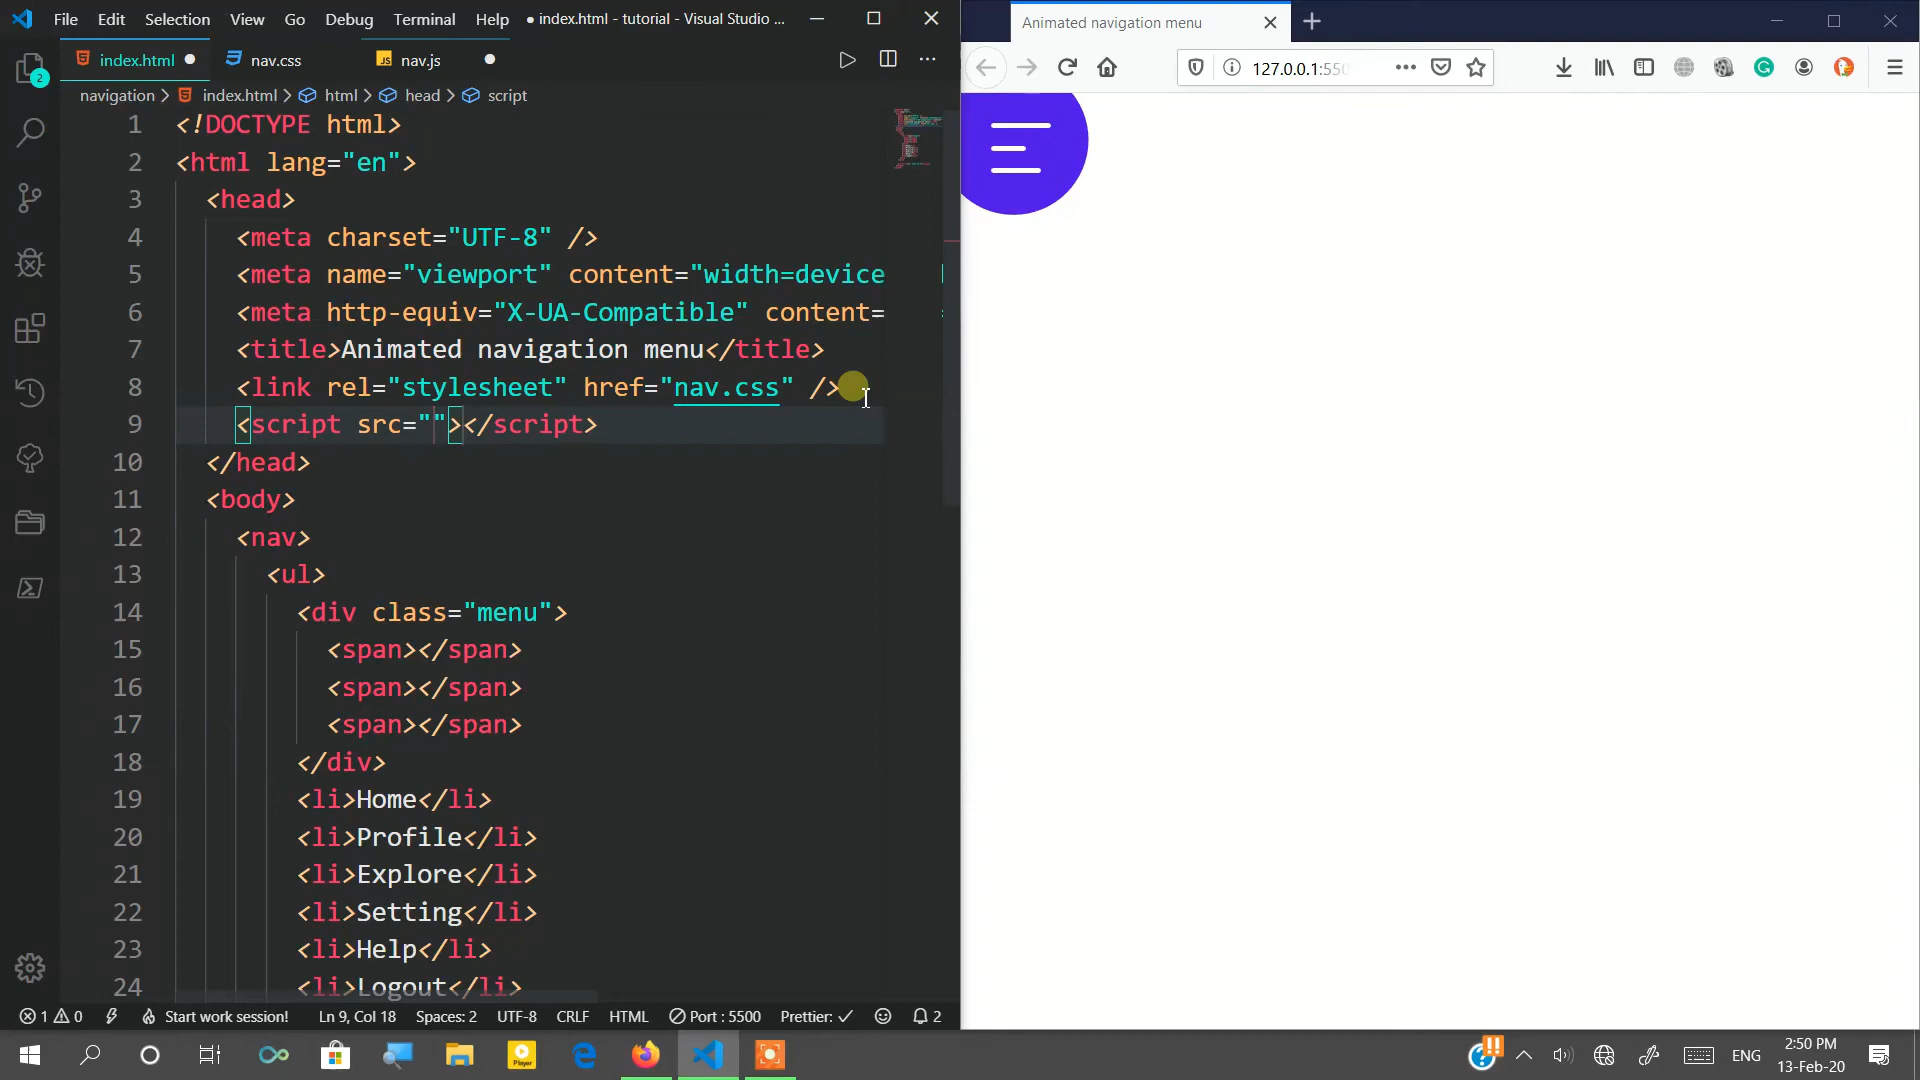 File Edit Selection View Go Debug Terminal Help ● index.html - tutorial - Visual Studio ...
index.html nav.css JS nav.js
navigation > index.html > html > head > script
1 <!DOCTYPE html>
2 <html lang="en">
3 <head>
4 <meta charset="UTF-8" />
5 <meta name="viewport" content="width=device
6 <meta http-equiv="X-UA-Compatible" content=
7 <title>Animated navigation menu</title>
8 <link rel="stylesheet" href="nav.css" />
9 <script src=""></script>
10 </head>
11 <body>
12 <nav>
13 <ul>
14 <div class="menu">
15 <span></span>
16 <span></span>
17 <span></span>
18 </div>
19 <li>Home</li>
20 <li>Profile</li>
21 <li>Explore</li>
22 <li>Setting</li>
23 <li>Help</li>
24 <li>Logout</li>
2
1 0 Start work session! Ln 9, Col 18 Spaces: 2 UTF-8 CRLF HTML Port : 5500 Prettier: ✓ 2
Animated navigation menu
127.0.0.1:550
Player
ENG
2:50 PM
13-Feb-20